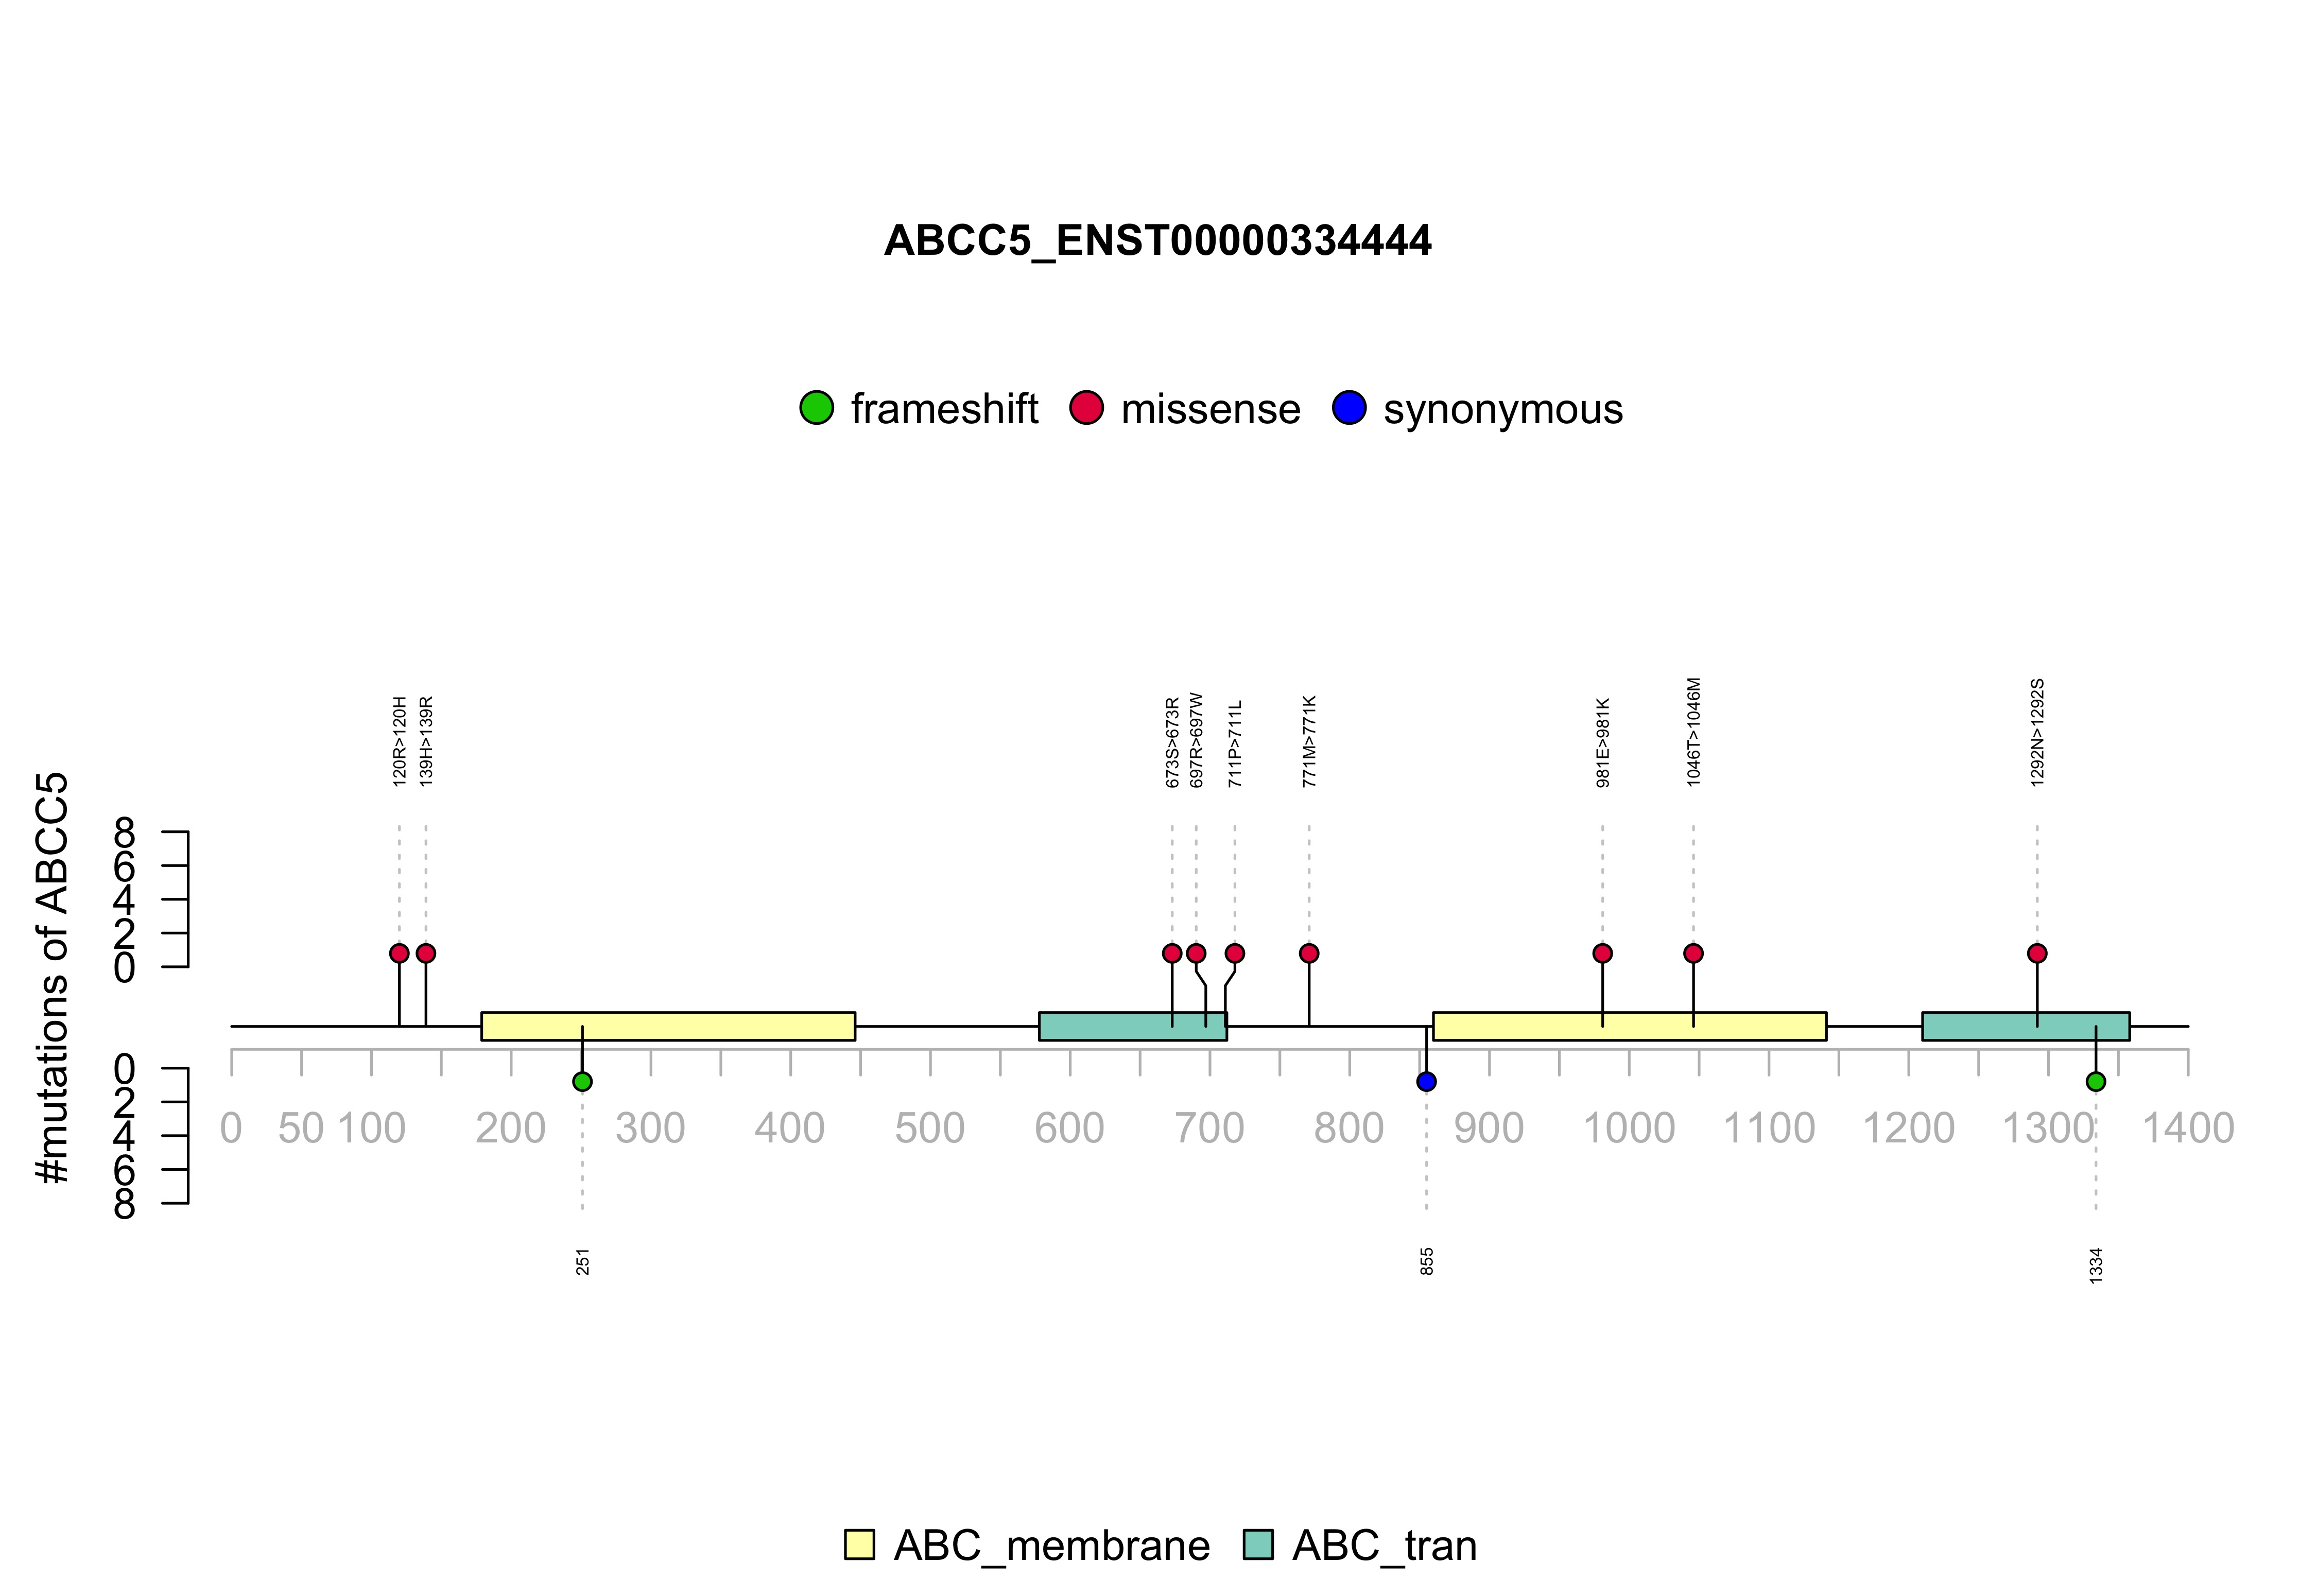 ABCC5_ENST00000334444
frameshift missense synonymous
120R>120H
139H>139R
673S>673R
697R>697W
711P>711L
771M>771K
981E>981K
1046T>1046M
1292N>1292S
#mutations of ABCC5
8
6
4
2
0
0
2
4
6
8
0 50 100 200 300 400 500 600 700 800 900 1000 1100 1200 1300 1400
251
855
1334
ABC_membrane ABC_tran